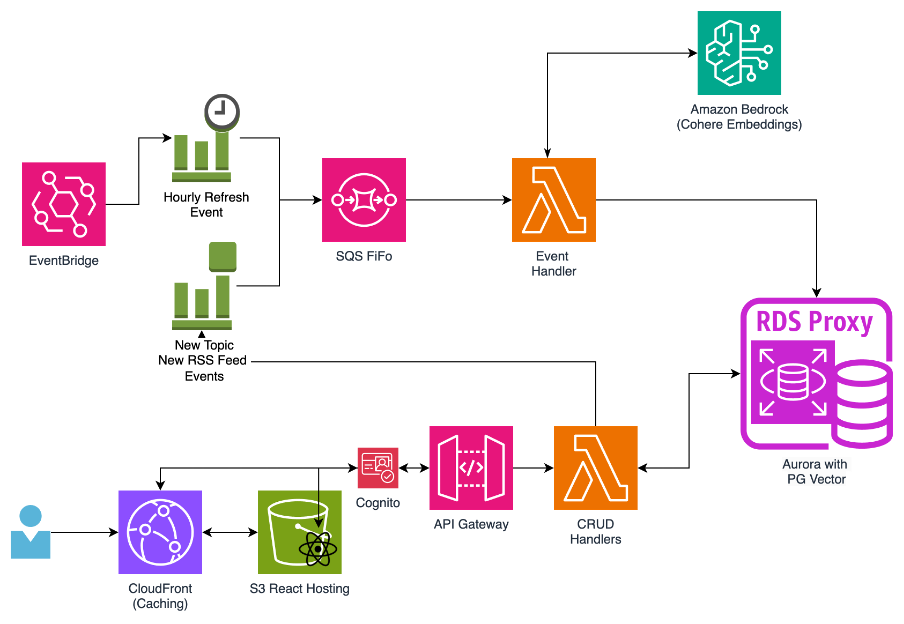 Amazon Bedrock
(Cohere Embeddings)
Hourly Refresh
Event
EventBridge
SQS FiFo
Event
Handler
New Topic
New RSS Feed
Events
RDS Proxy
Aurora with
PG Vector
Cognito
API Gateway
CRUD
Handlers
CloudFront
(Caching)
S3 React Hosting